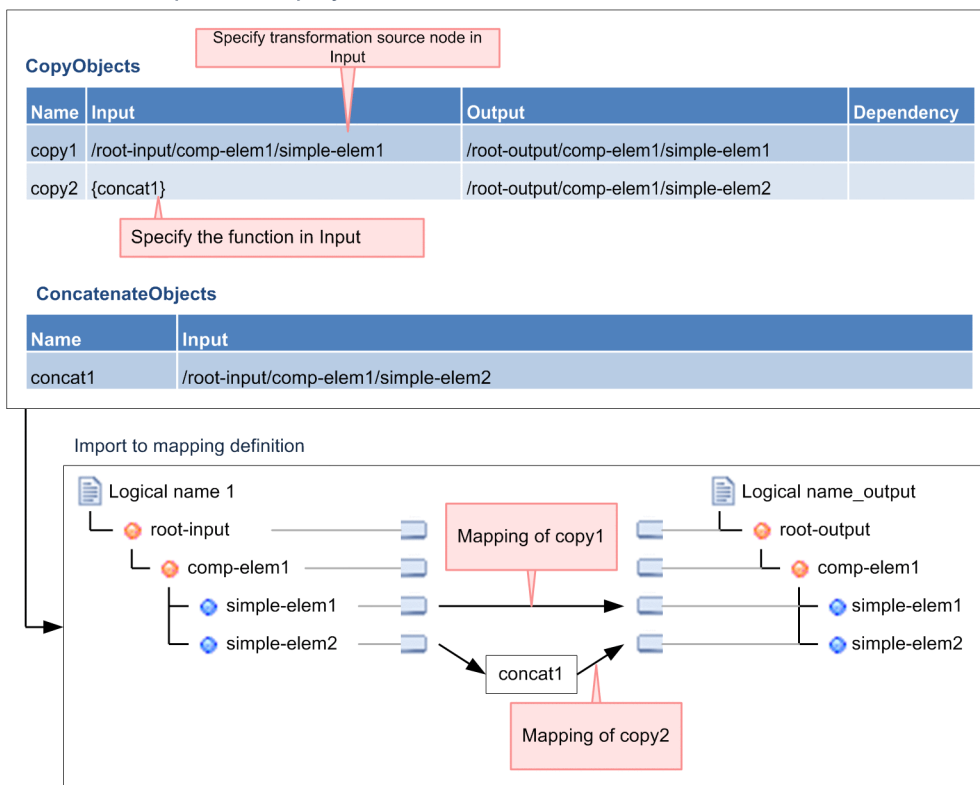 Specify transformation source node in
Input
CopyObjects
Name Input Output Dependency
copy1 /root-input/comp-elem1/simple-elem1 /root-output/comp-elem1/simple-elem1
copy2 {concat1} /root-output/comp-elem1/simple-elem2
Specify the function in Input
ConcatenateObjects
Name Input
concat1 /root-input/comp-elem1/simple-elem2
Import to mapping definition
Logical name 1 Logical name_output
root-input Mapping of copy1 root-output
comp-elem1 comp-elem1
simple-elem1 simple-elem1
simple-elem2 simple-elem2
concat1
Mapping of copy2